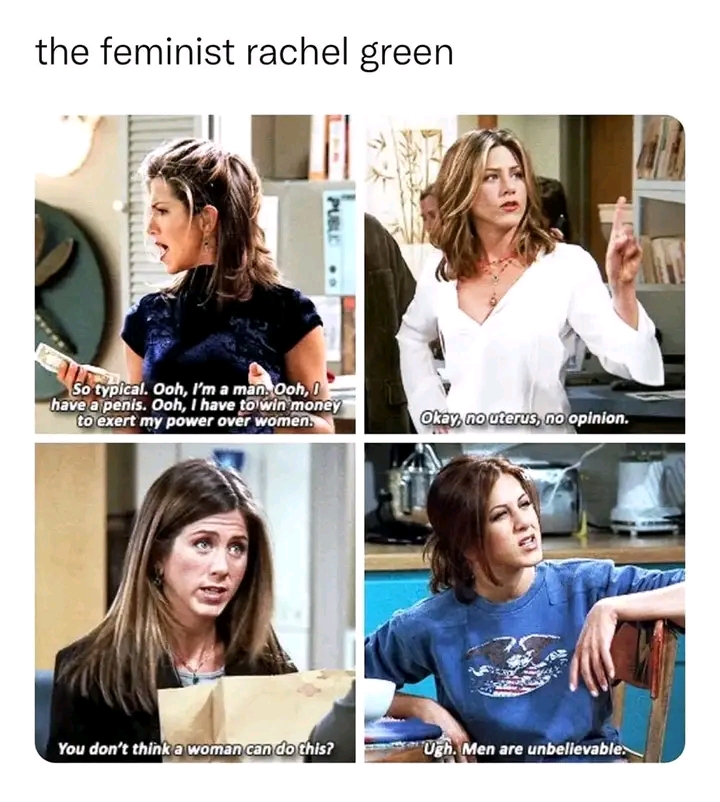 the feminist rachel green
PUBLIC
So typical. Ooh, I'm a man. Ooh, I
have a penis. Ooh, I have to win money
to exert my power over women.
Okay, no uterus, no opinion.
You don't think a woman can do this?
Ugh. Men are unbelievable.